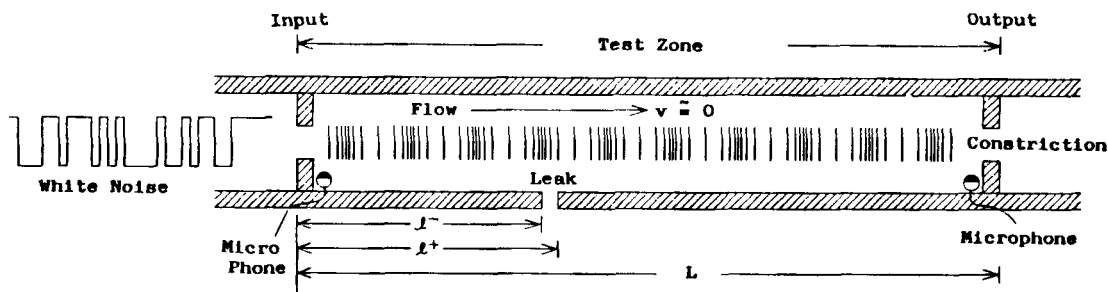 Input
Output
Test Zone
Flow
v ≅ 0
Constriction
White Noise
Leak
Micro
Phone
ℓ⁻
ℓ⁺
Microphone
L